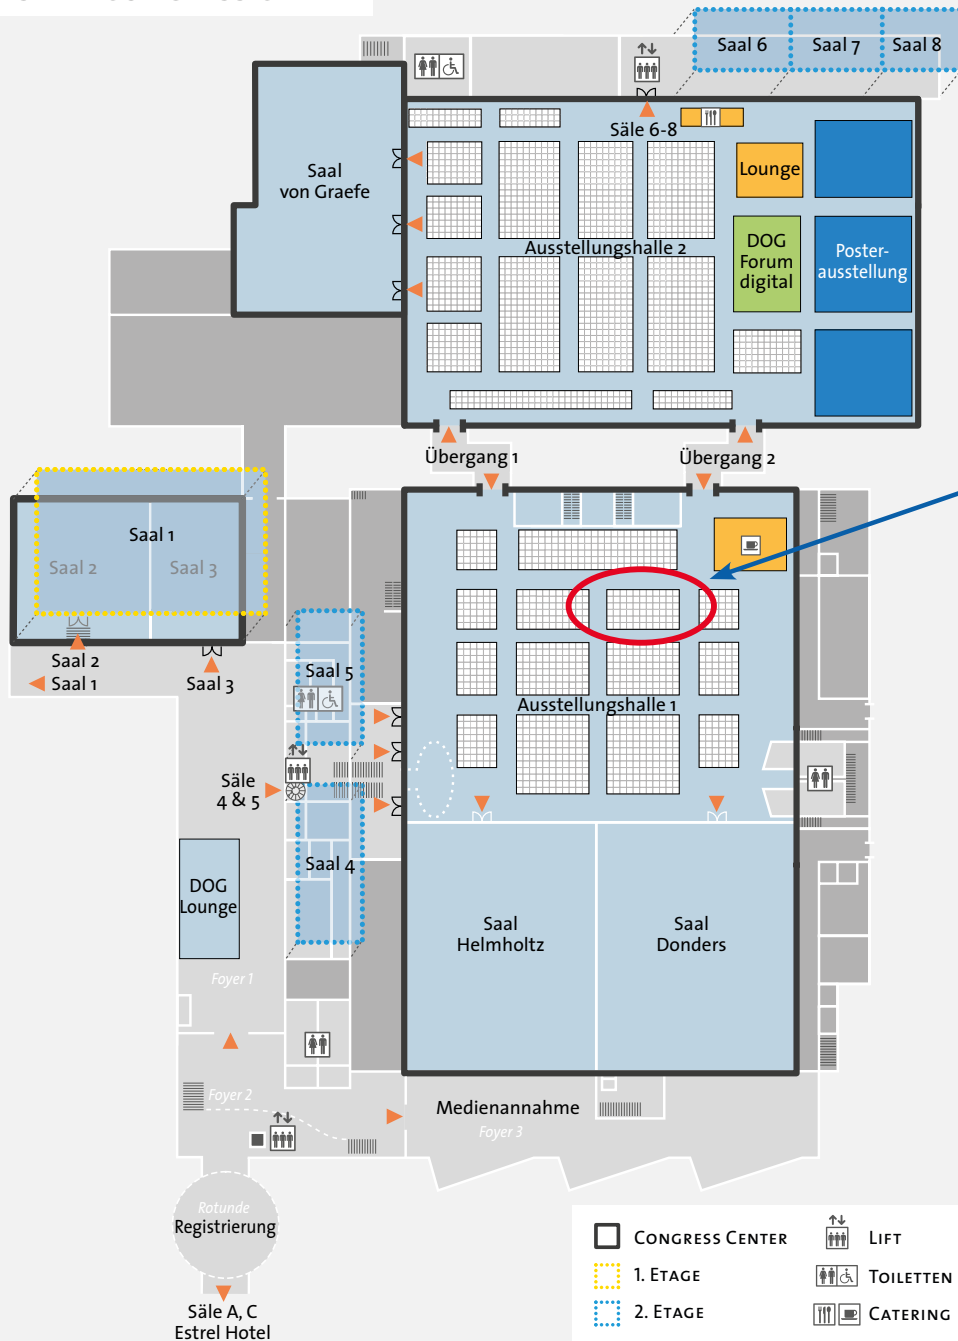 Saal 6
Saal 7
Saal 8
Säle 6-8
Saal
von Graefe
Lounge
Ausstellungshalle 2
DOG
Forum
digital
Poster-
ausstellung
Übergang 1
Übergang 2
Saal 1
Saal 2
Saal 3
Saal 2
Saal 1
Saal 3
Saal 5
Ausstellungshalle 1
Säle
4 & 5
Saal 4
DOG
Lounge
Saal
Helmholtz
Saal
Donders
Foyer 1
Foyer 2
Medienannahme
Foyer 3
Rotunde
Registrierung
Säle A, C
Estrel Hotel
CONGRESS CENTER
1. ETAGE
2. ETAGE
LIFT
TOILETTEN
CATERING